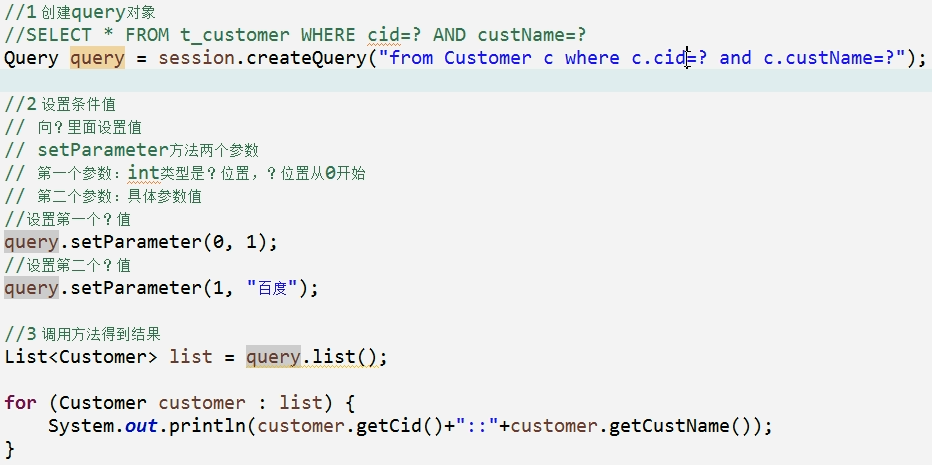 //1 创建query对象
//SELECT * FROM t_customer WHERE cid=? AND custName=?
Query query = session.createQuery("from Customer c where c.cid=? and c.custName=?");
//2 设置条件值
// 向？里面设置值
// setParameter方法两个参数
// 第一个参数：int类型是？位置，？位置从0开始
// 第二个参数：具体参数值
//设置第一个？值
query.setParameter(0, 1);
//设置第二个？值
query.setParameter(1, "百度");
//3 调用方法得到结果
List<Customer> list = query.list();
for (Customer customer : list) {
System.out.println(customer.getCid()+"::"+customer.getCustName());
}